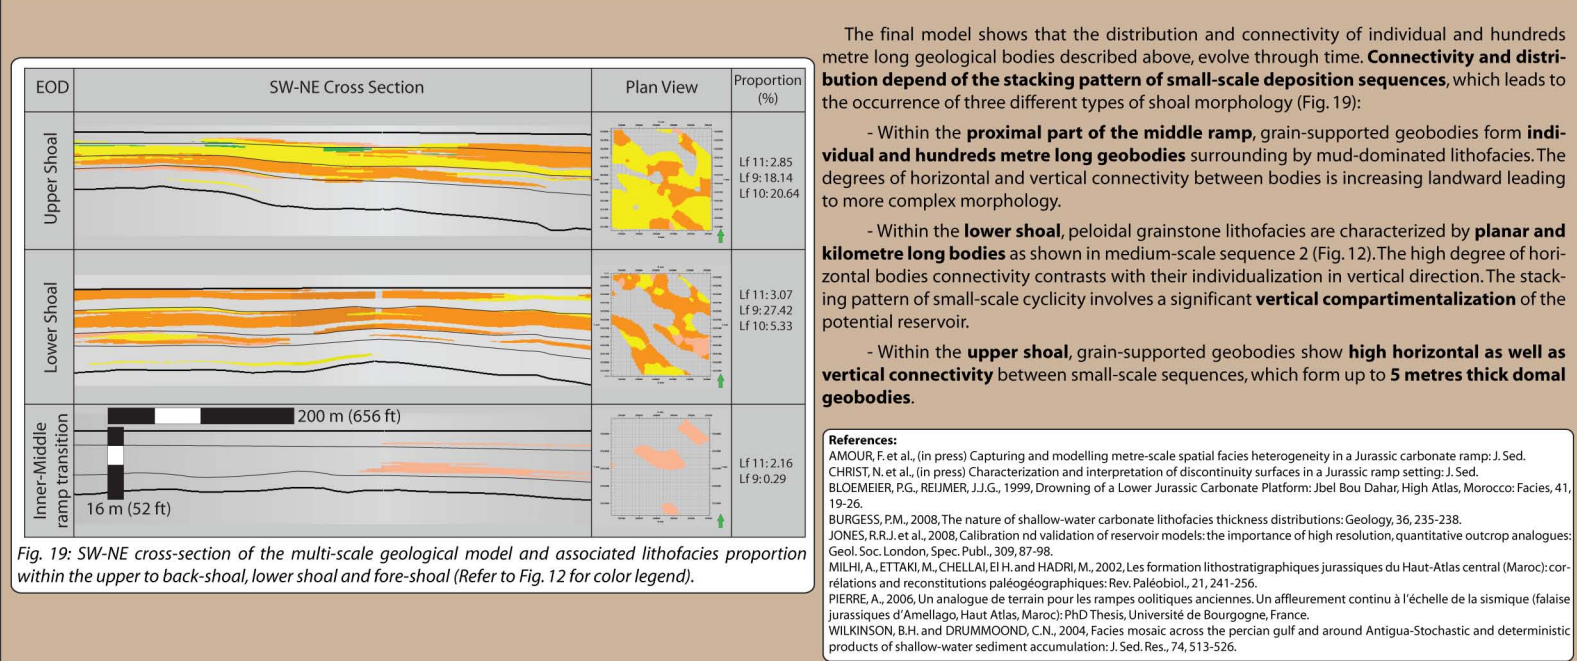 EOD
SW-NE Cross Section
Plan View
Proportion
(%)
Upper Shoal
Lf 11: 2.85
Lf 9: 18.14
Lf 10: 20.64
Lower Shoal
Lf 11: 3.07
Lf 9: 27.42
Lf 10: 5.33
Inner-Middle
ramp transition
200 m (656 ft)
16 m (52 ft)
Lf 11: 2.16
Lf 9: 0.29
Fig. 19: SW-NE cross-section of the multi-scale geological model and associated lithofacies proportion
within the upper to back-shoal, lower shoal and fore-shoal (Refer to Fig. 12 for color legend).
The final model shows that the distribution and connectivity of individual and hundreds
metre long geological bodies described above, evolve through time. Connectivity and distri-
bution depend of the stacking pattern of small-scale deposition sequences, which leads to
the occurrence of three different types of shoal morphology (Fig. 19):
- Within the proximal part of the middle ramp, grain-supported geobodies form indi-
vidual and hundreds metre long geobodies surrounding by mud-dominated lithofacies. The
degrees of horizontal and vertical connectivity between bodies is increasing landward leading
to more complex morphology.
- Within the lower shoal, peloidal grainstone lithofacies are characterized by planar and
kilometre long bodies as shown in medium-scale sequence 2 (Fig. 12). The high degree of hori-
zontal bodies connectivity contrasts with their individualization in vertical direction. The stack-
ing pattern of small-scale cyclicity involves a significant vertical compartimentalization of the
potential reservoir.
- Within the upper shoal, grain-supported geobodies show high horizontal as well as
vertical connectivity between small-scale sequences, which form up to 5 metres thick domal
geobodies.
References:
AMOUR, F. et al., (in press) Capturing and modelling metre-scale spatial facies heterogeneity in a Jurassic carbonate ramp: J. Sed.
CHRIST, N. et al., (in press) Characterization and interpretation of discontinuity surfaces in a Jurassic ramp setting: J. Sed.
BLOEMEIER, P.G., REIJMER, J.J.G., 1999, Drowning of a Lower Jurassic Carbonate Platform: Jbel Bou Dahar, High Atlas, Morocco: Facies, 41,
19-26.
BURGESS, P.M., 2008, The nature of shallow-water carbonate lithofacies thickness distributions: Geology, 36, 235-238.
JONES, R.R.J. et al., 2008, Calibration nd validation of reservoir models: the importance of high resolution, quantitative outcrop analogues:
Geol. Soc. London, Spec. Publ., 309, 87-98.
MILHI, A., ETTAKI, M., CHELLAI, El H. and HADRI, M., 2002, Les formation lithostratigraphiques jurassiques du Haut-Atlas central (Maroc): cor-
rélations and reconstitutions paléogéographiques: Rev. Paléobiol., 21, 241-256.
PIERRE, A., 2006, Un analogue de terrain pour les rampes oolitiques anciennes. Un affleurement continu à l'échelle de la sismique (falaise
jurassiques d'Amellago, Haut Atlas, Maroc): PhD Thesis, Université de Bourgogne, France.
WILKINSON, B.H. and DRUMMOOND, C.N., 2004, Facies mosaic across the percian gulf and around Antigua-Stochastic and deterministic
products of shallow-water sediment accumulation: J. Sed. Res., 74, 513-526.